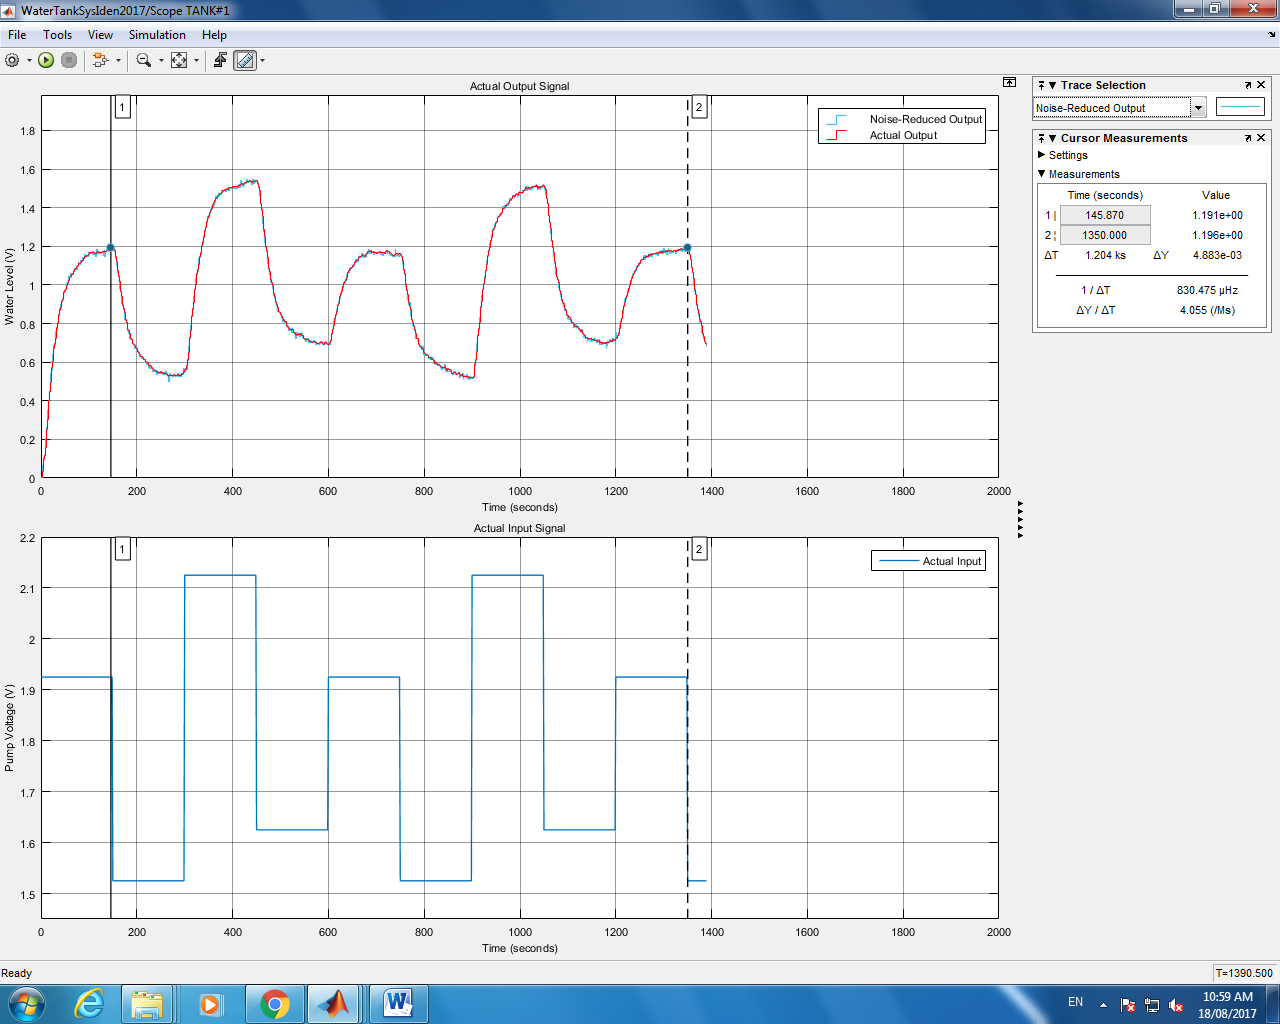 WaterTankSysIden2017/Scope TANK#1
File Tools View Simulation Help
Actual Output Signal
1
2
Noise-Reduced Output
Actual Output
1.8
1.6
1.4
1.2
1
0.8
0.6
0.4
0.2
0
Water Level (V)
0 200 400 600 800 1000 1200 1400 1600 1800 2000
Time (seconds)
Actual Input Signal
1
2
Actual Input
2.2
2.1
2
1.9
1.8
1.7
1.6
1.5
Pump Voltage (V)
0 200 400 600 800 1000 1200 1400 1600 1800 2000
Time (seconds)
Trace Selection
Noise-Reduced Output
Cursor Measurements
Settings
Measurements
Time (seconds) Value
1 145.870 1.191e+00
2 1350.000 1.196e+00
ΔT 1.204 ks ΔY 4.883e-03
1 / ΔT 830.475 µHz
ΔY / ΔT 4.055 (/Ms)
Ready
T=1390.500
W
EN
10:59 AM
18/08/2017